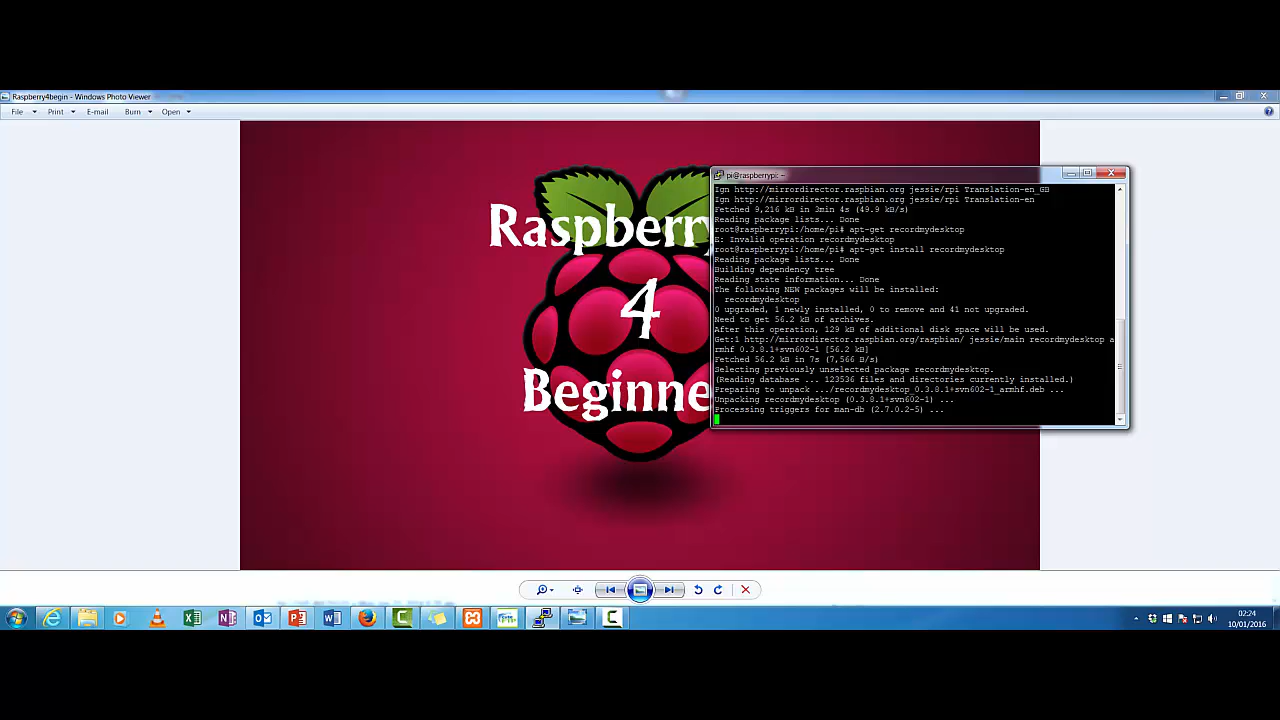 Raspberry4begin - Windows Photo Viewer
File Print E-mail Burn Open
Raspberry
4
Beginne
pi@raspberrypi: ~
Ign http://mirrordirector.raspbian.org jessie/rpi Translation-en_GB
Ign http://mirrordirector.raspbian.org jessie/rpi Translation-en
Fetched 9,216 kB in 3min 4s (49.9 kB/s)
Reading package lists... Done
root@raspberrypi:/home/pi# apt-get recordmydesktop
E: Invalid operation recordmydesktop
root@raspberrypi:/home/pi# apt-get install recordmydesktop
Reading package lists... Done
Building dependency tree
Reading state information... Done
The following NEW packages will be installed:
recordmydesktop
0 upgraded, 1 newly installed, 0 to remove and 41 not upgraded.
Need to get 56.2 kB of archives.
After this operation, 129 kB of additional disk space will be used.
Get:1 http://mirrordirector.raspbian.org/raspbian/ jessie/main recordmydesktop a
rmhf 0.3.8.1+svn602-1 [56.2 kB]
Fetched 56.2 kB in 7s (7,566 B/s)
Selecting previously unselected package recordmydesktop.
(Reading database ... 123536 files and directories currently installed.)
Preparing to unpack .../recordmydesktop_0.3.8.1+svn602-1_armhf.deb ...
Unpacking recordmydesktop (0.3.8.1+svn602-1) ...
Processing triggers for man-db (2.7.0.2-5) ...
02:24
10/01/2016